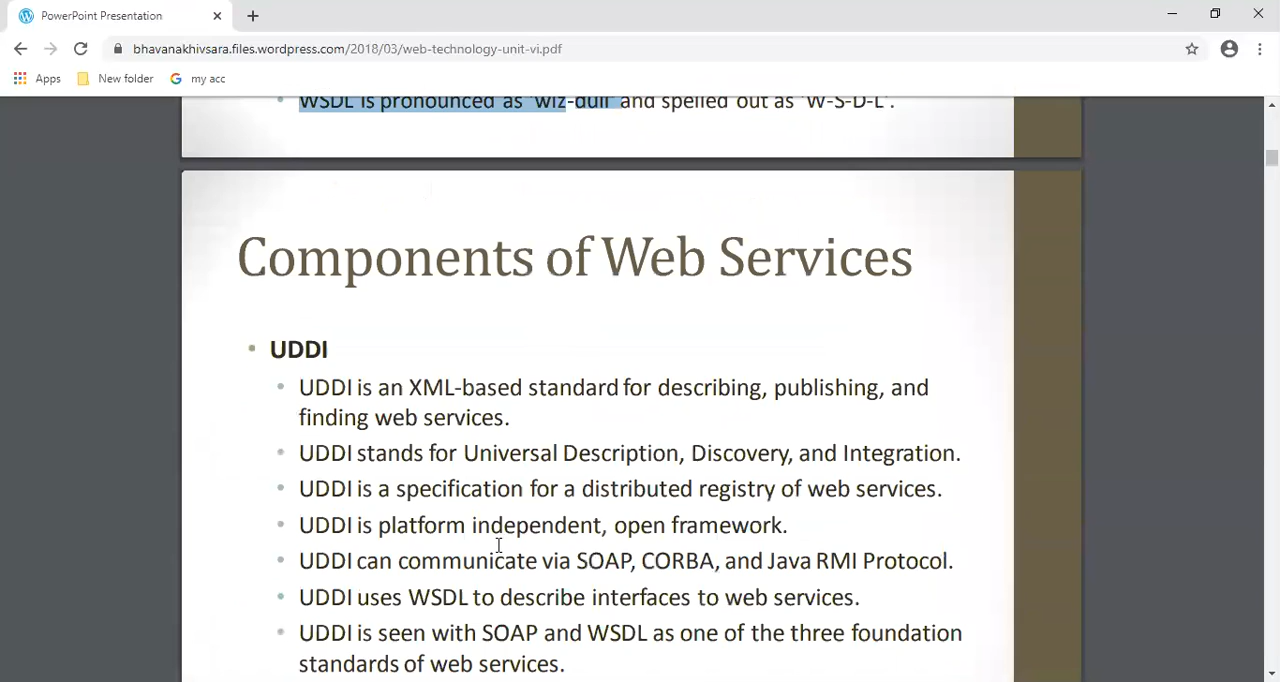 PowerPoint Presentation
bhavanakhivsara.files.wordpress.com/2018/03/web-technology-unit-vi.pdf
Apps New folder my acc
• WSDL is pronounced as 'wiz-dull' and spelled out as 'W-S-D-L'.
Components of Web Services
• UDDI
• UDDI is an XML-based standard for describing, publishing, and
finding web services.
• UDDI stands for Universal Description, Discovery, and Integration.
• UDDI is a specification for a distributed registry of web services.
• UDDI is platform independent, open framework.
• UDDI can communicate via SOAP, CORBA, and Java RMI Protocol.
• UDDI uses WSDL to describe interfaces to web services.
• UDDI is seen with SOAP and WSDL as one of the three foundation
standards of web services.